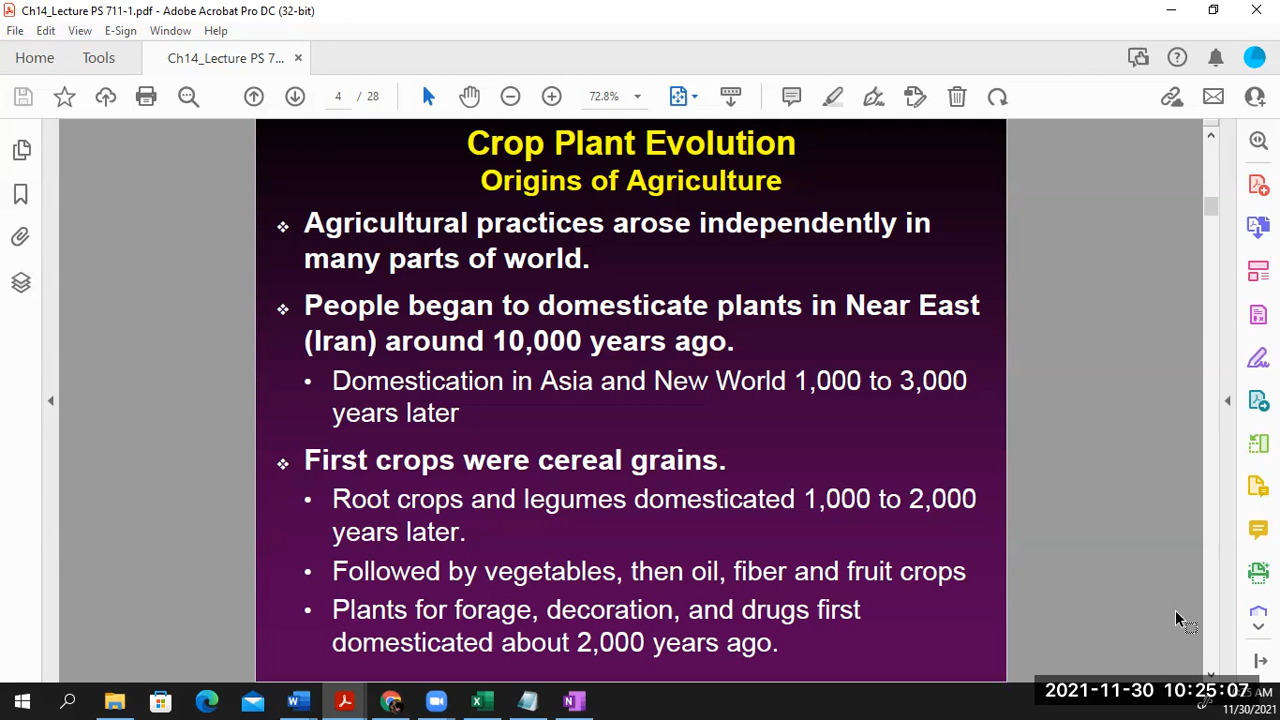 Ch14_Lecture PS 711-1.pdf - Adobe Acrobat Pro DC (32-bit)
File Edit View E-Sign Window Help
Home Tools Ch14_Lecture PS 7... ×
4 / 28 72.8%
Crop Plant Evolution
Origins of Agriculture
❖ Agricultural practices arose independently in
many parts of world.
❖ People began to domesticate plants in Near East
(Iran) around 10,000 years ago.
• Domestication in Asia and New World 1,000 to 3,000
years later
❖ First crops were cereal grains.
• Root crops and legumes domesticated 1,000 to 2,000
years later.
• Followed by vegetables, then oil, fiber and fruit crops
• Plants for forage, decoration, and drugs first
domesticated about 2,000 years ago.
2021-11-30 10:25:07
AM
11/30/2021